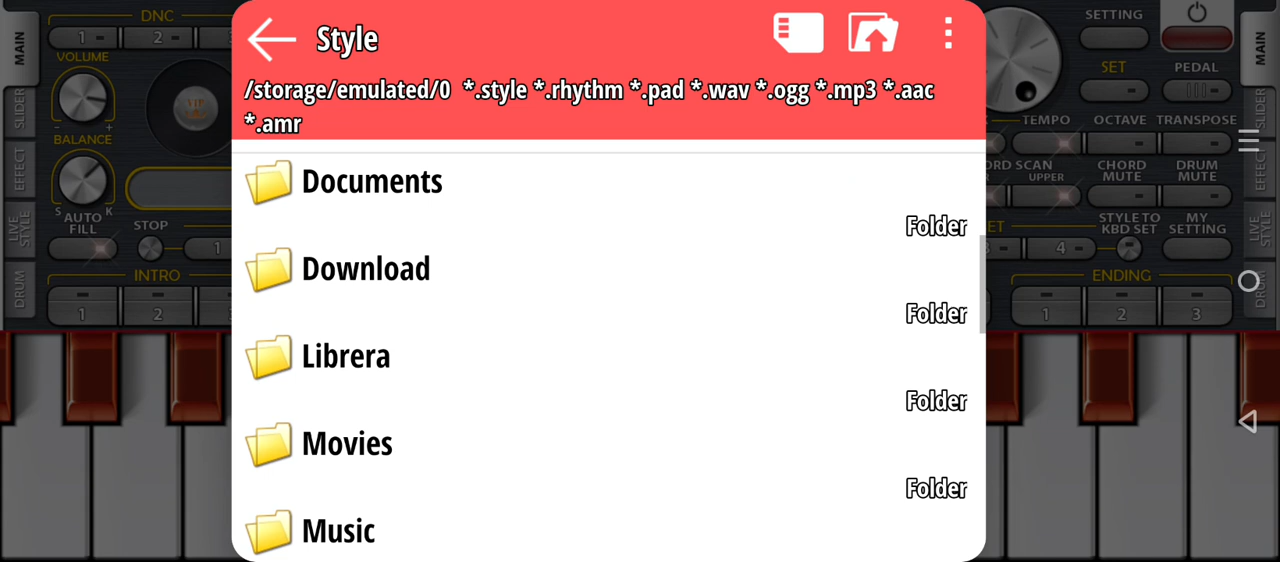 Style
/storage/emulated/0 *.style *.rhythm *.pad *.wav *.ogg *.mp3 *.aac
*.amr
Documents
Folder
Download
Folder
Librera
Folder
Movies
Folder
Music
MAIN
SLIDER
EFFECT
LIVE STYLE
DRUM
DNC
1
2
VOLUME
- +
BALANCE
S K
AUTO
FILL
STOP
1
INTRO
1 2
SETTING
SET
PEDAL
TEMPO
OCTAVE
TRANSPOSE
UPPER
CHORD
MUTE
DRUM
MUTE
STYLE TO
KBD SET
MY
SETTING
4
ENDING
1 2 3
MAIN
SLIDER
EFFECT
DRUM